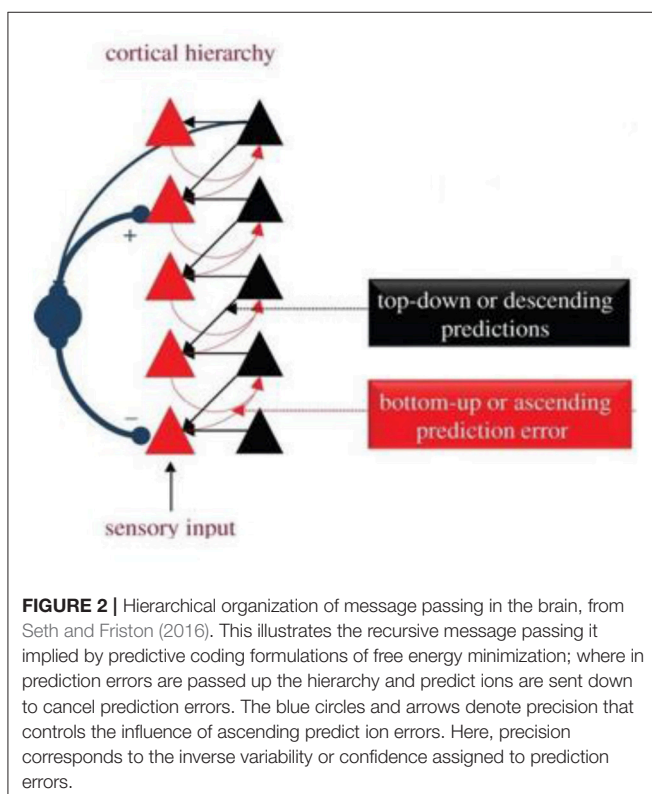 cortical hierarchy
+
top-down or descending
predictions
bottom-up or ascending
prediction error
−
sensory input
FIGURE 2 | Hierarchical organization of message passing in the brain, from
Seth and Friston (2016). This illustrates the recursive message passing it
implied by predictive coding formulations of free energy minimization; where in
prediction errors are passed up the hierarchy and predict ions are sent down
to cancel prediction errors. The blue circles and arrows denote precision that
controls the influence of ascending predict ion errors. Here, precision
corresponds to the inverse variability or confidence assigned to prediction
errors.